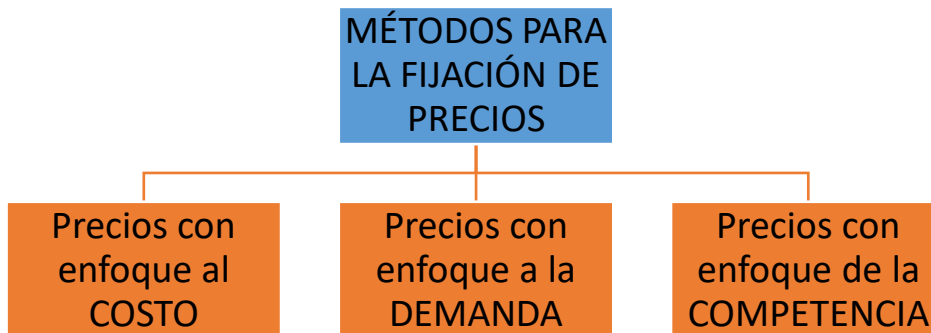 MÉTODOS PARA
LA FIJACIÓN DE
PRECIOS
Precios con
enfoque al
COSTO
Precios con
enfoque a la
DEMANDA
Precios con
enfoque de la
COMPETENCIA